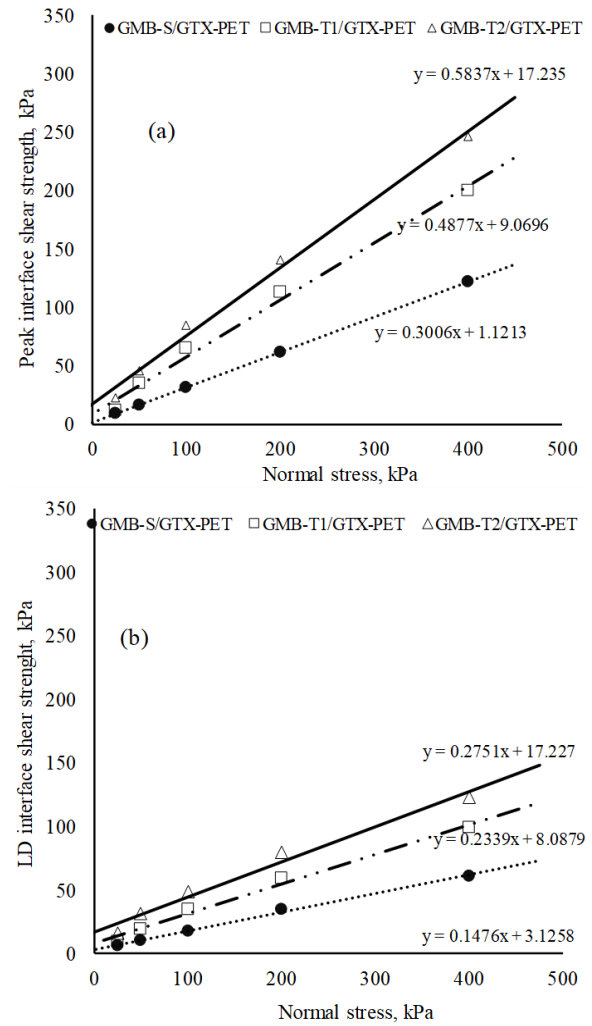 350
GMB-S/GTX-PET GMB-T1/GTX-PET GMB-T2/GTX-PET
300
y = 0.5837x + 17.235
250
(a)
200
y = 0.4877x + 9.0696
150
100
y = 0.3006x + 1.1213
50
0
Peak interface shear strength, kPa
0 100 200 300 400 500
Normal stress, kPa
350
GMB-S/GTX-PET GMB-T1/GTX-PET GMB-T2/GTX-PET
300
250
(b)
200
y = 0.2751x + 17.227
150
100
y = 0.2339x + 8.0879
50
y = 0.1476x + 3.1258
0
LD interface shear strenght, kPa
0 100 200 300 400 500
Normal stress, kPa